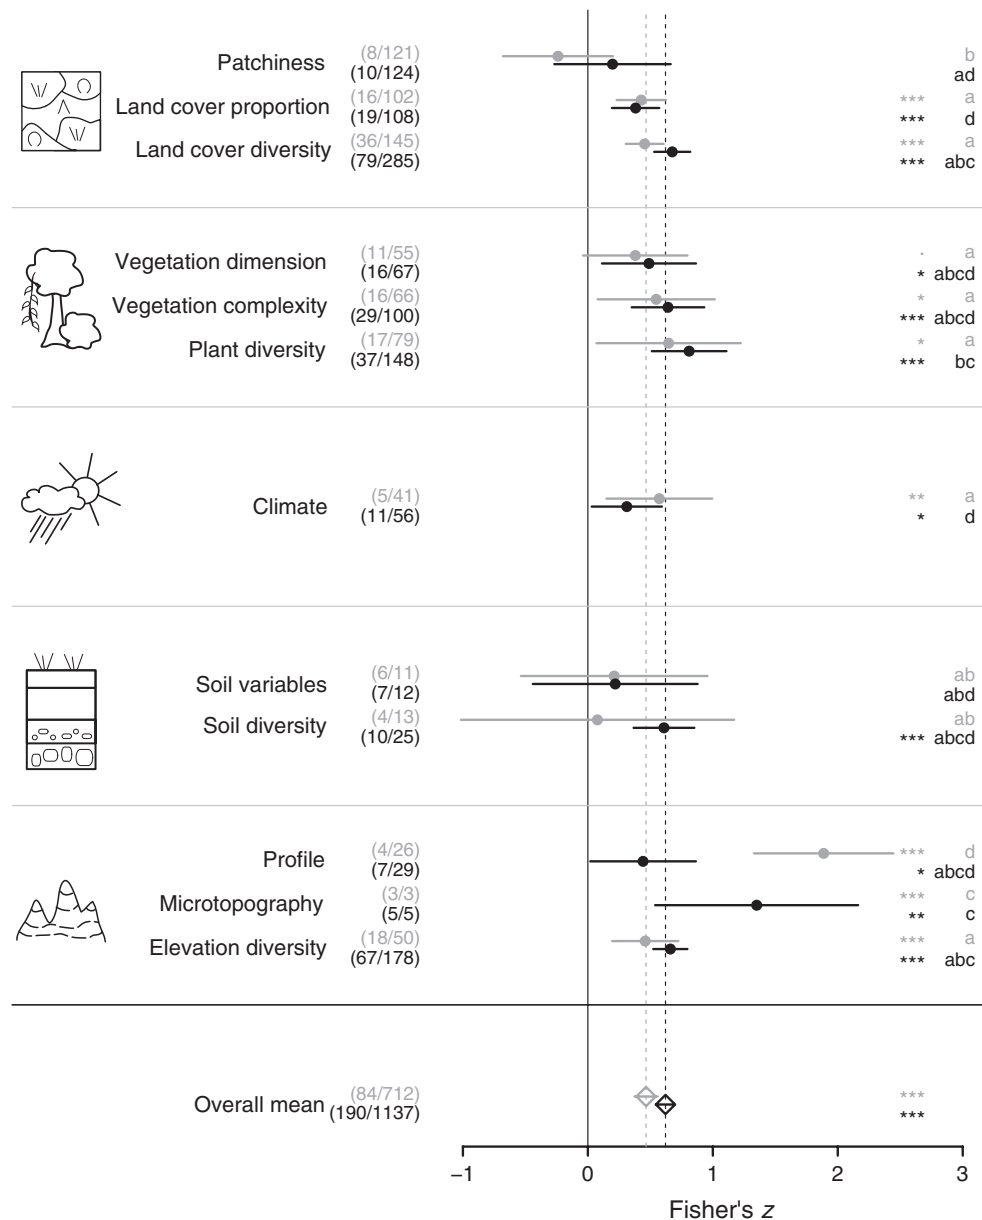 (8/121) b
Patchiness (10/124) ad
(16/102) *** a
Land cover proportion (19/108) *** d
(36/145) *** a
Land cover diversity (79/285) *** abc
(11/55) . a
Vegetation dimension (16/67) * abcd
(16/66) * a
Vegetation complexity (29/100) *** abcd
(17/79) * a
Plant diversity (37/148) *** bc
(5/41) ** a
Climate (11/56) * d
(6/11) ab
Soil variables (7/12) abd
(4/13) ab
Soil diversity (10/25) *** abcd
(4/26) *** d
Profile (7/29) * abcd
(3/3) *** c
Microtopography (5/5) ** c
(18/50) *** a
Elevation diversity (67/178) *** abc
(84/712) ***
Overall mean (190/1137) ***
−1 0 1 2 3
Fisher's z